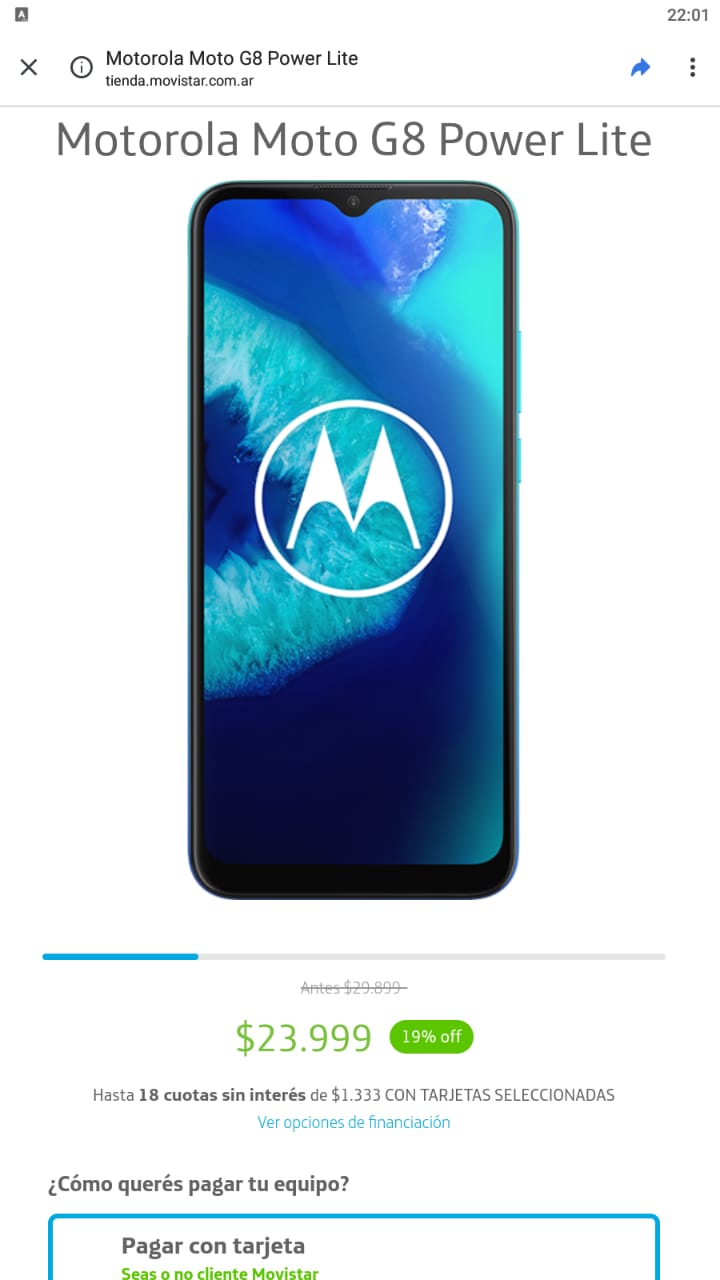 22:01
Motorola Moto G8 Power Lite
tienda.movistar.com.ar
Motorola Moto G8 Power Lite
Antes $29.899
$23.999 19% off
Hasta 18 cuotas sin interés de $1.333 CON TARJETAS SELECCIONADAS
Ver opciones de financiación
¿Cómo querés pagar tu equipo?
Pagar con tarjeta
Seas o no cliente Movistar